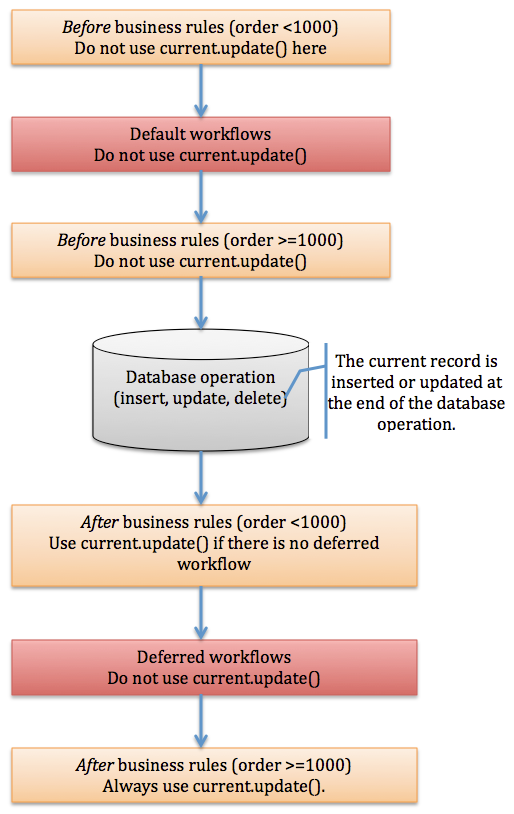 Before business rules (order <1000)
Do not use current.update() here
Default workflows
Do not use current.update()
Before business rules (order >=1000)
Do not use current.update()
Database operation
(insert, update, delete)
The current record is
inserted or updated at
the end of the database
operation.
After business rules (order <1000)
Use current.update() if there is no deferred
workflow
Deferred workflows
Do not use current.update()
After business rules (order >=1000)
Always use current.update().